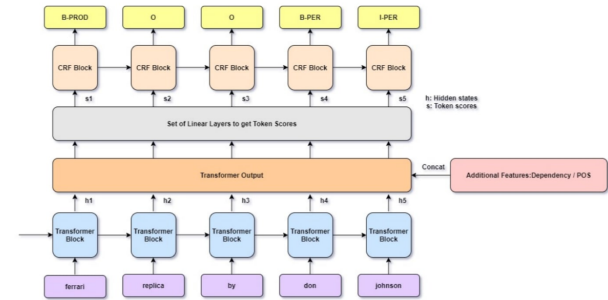 B-PROD O O B-PER I-PER
CRF Block CRF Block CRF Block CRF Block CRF Block
s1 s2 s3 s4 s5
h: Hidden states
s: Token scores
Set of Linear Layers to get Token Scores
Concat
Transformer Output
Additional Features:Dependency / POS
h1 h2 h3 h4 h5
Transformer Transformer Transformer Transformer Transformer
Block Block Block Block Block
ferrari replica by don johnson